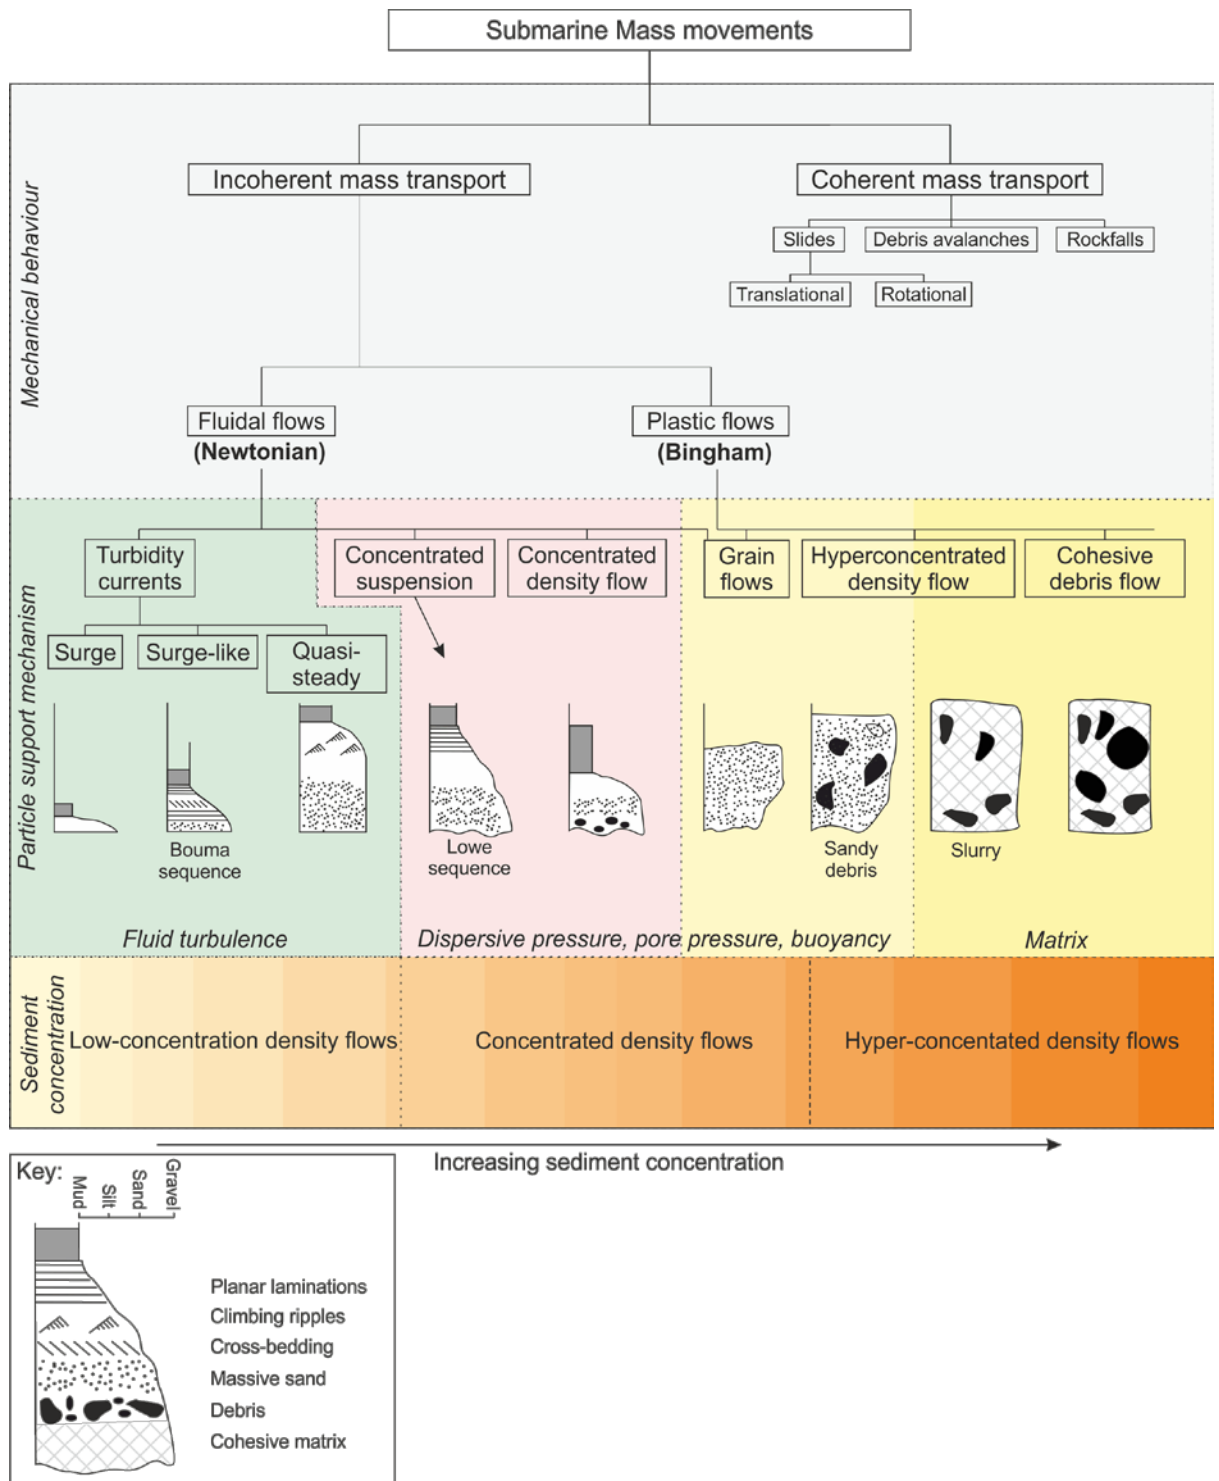 Submarine Mass movements
Mechanical behaviour
Incoherent mass transport
Coherent mass transport
Slides
Debris avalanches
Rockfalls
Translational
Rotational
Fluidal flows
(Newtonian)
Plastic flows
(Bingham)
Particle support mechanism
Turbidity
currents
Concentrated
suspension
Concentrated
density flow
Grain
flows
Hyperconcentrated
density flow
Cohesive
debris flow
Surge
Surge-like
Quasi-
steady
Bouma
sequence
Lowe
sequence
Sandy
debris
Slurry
Fluid turbulence
Dispersive pressure, pore pressure, buoyancy
Matrix
Sediment
concentration
Low-concentration density flows
Concentrated density flows
Hyper-concentated density flows
Increasing sediment concentration
Key:
Mud
Silt
Sand
Gravel
Planar laminations
Climbing ripples
Cross-bedding
Massive sand
Debris
Cohesive matrix